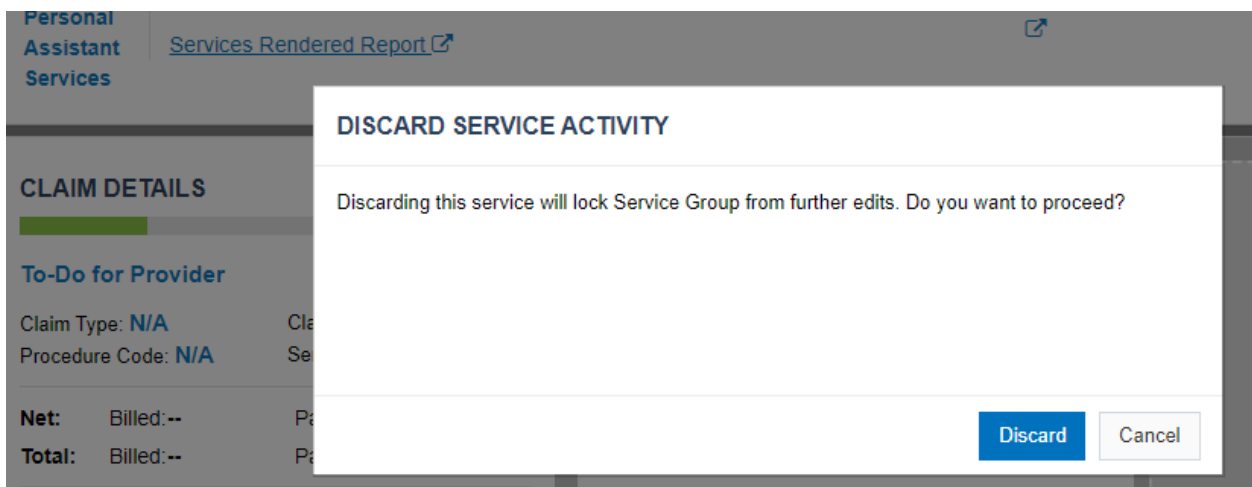 Personal
Assistant
Services
Services Rendered Report
DISCARD SERVICE ACTIVITY
Discarding this service will lock Service Group from further edits. Do you want to proceed?
Discard Cancel
CLAIM DETAILS
To-Do for Provider
Claim Type: N/A
Procedure Code: N/A
Net: Billed:--
Total: Billed:--